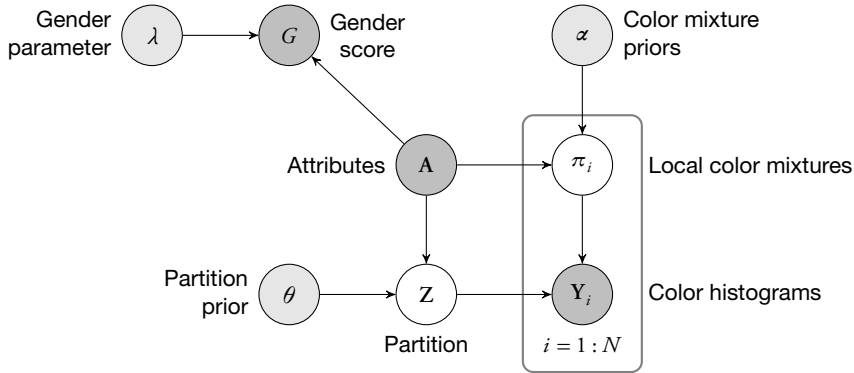 Gender
parameter
λ
G
Gender
score
α
Color mixture
priors
Attributes
A
π_i
Local color mixtures
Partition
prior
θ
Z
Y_i
Color histograms
Partition
i = 1 : N